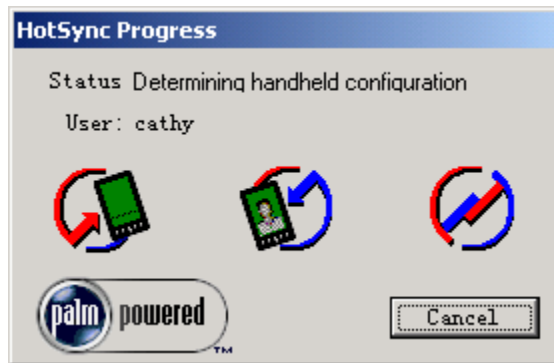 HotSync Progress
Status Determining handheld configuration
User: cathy
palm powered
TM
Cancel